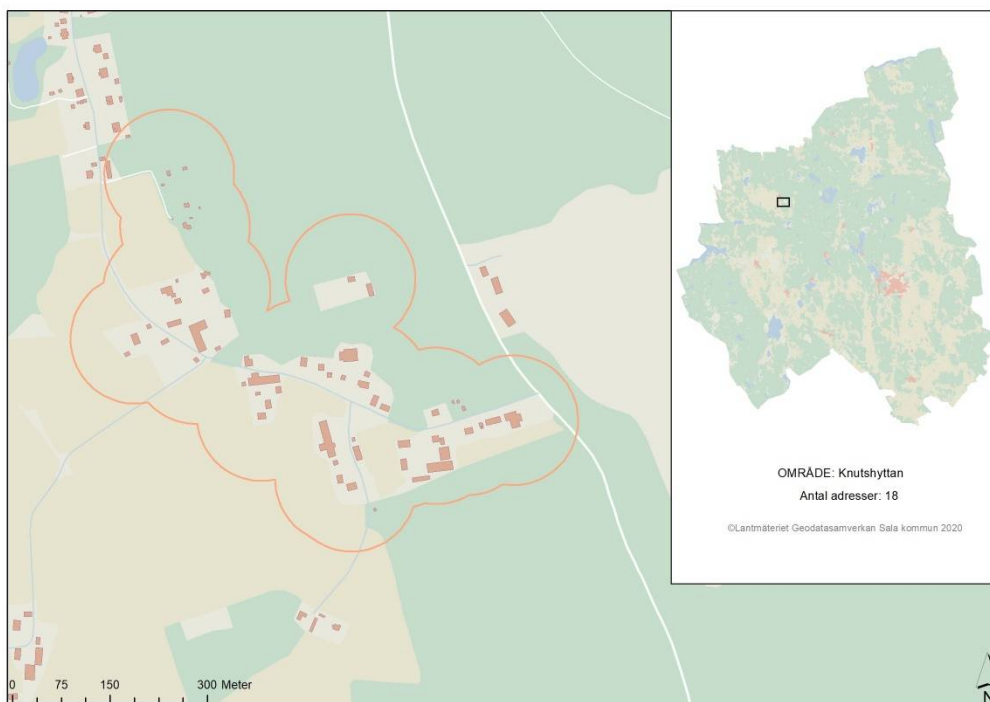 OMRÅDE: Knutshyttan
Antal adresser: 18
©Lantmäteriet Geodatasamverkan Sala kommun 2020
0 75 150 300 Meter
N